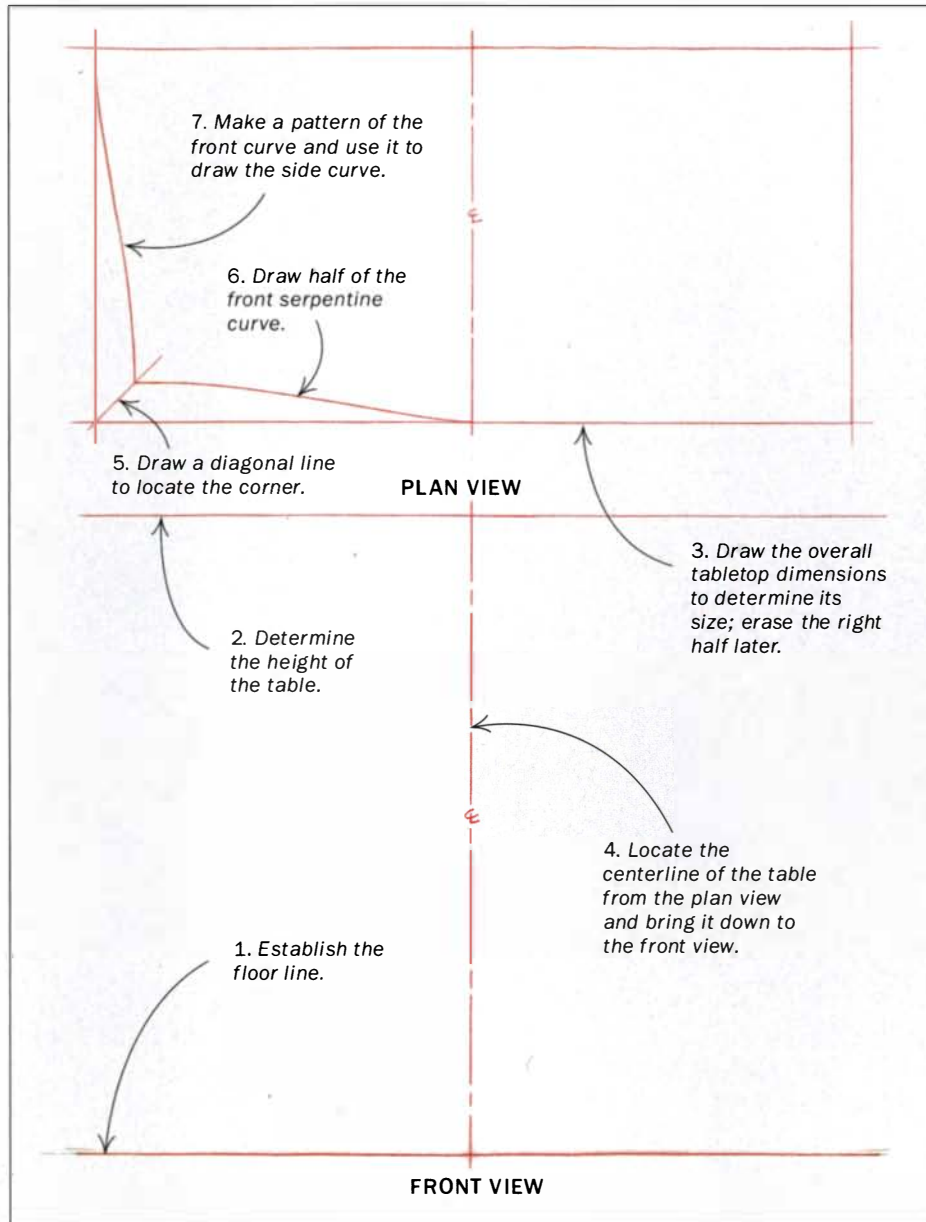 7. Make a pattern of the
front curve and use it to
draw the side curve.
℄
6. Draw half of the
front serpentine
curve.
5. Draw a diagonal line
to locate the corner.
PLAN VIEW
3. Draw the overall
tabletop dimensions
to determine its
size; erase the right
half later.
2. Determine
the height of
the table.
℄
4. Locate the
centerline of the table
from the plan view
and bring it down to
the front view.
1. Establish the
floor line.
FRONT VIEW